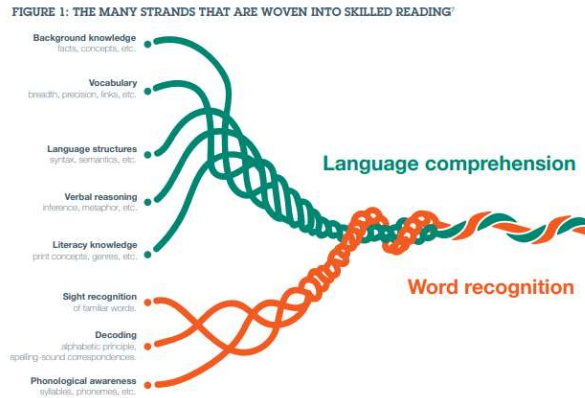 FIGURE 1: THE MANY STRANDS THAT ARE WOVEN INTO SKILLED READING⁷
Background knowledge
facts, concepts, etc.
Vocabulary
breadth, precision, links, etc.
Language structures
syntax, semantics, etc.
Verbal reasoning
inference, metaphor, etc.
Literacy knowledge
print concepts, genres, etc.
Language comprehension
Word recognition
Sight recognition
of familiar words.
Decoding
alphabetic principle,
spelling-sound correspondences.
Phonological awareness
syllables, phonemes, etc.